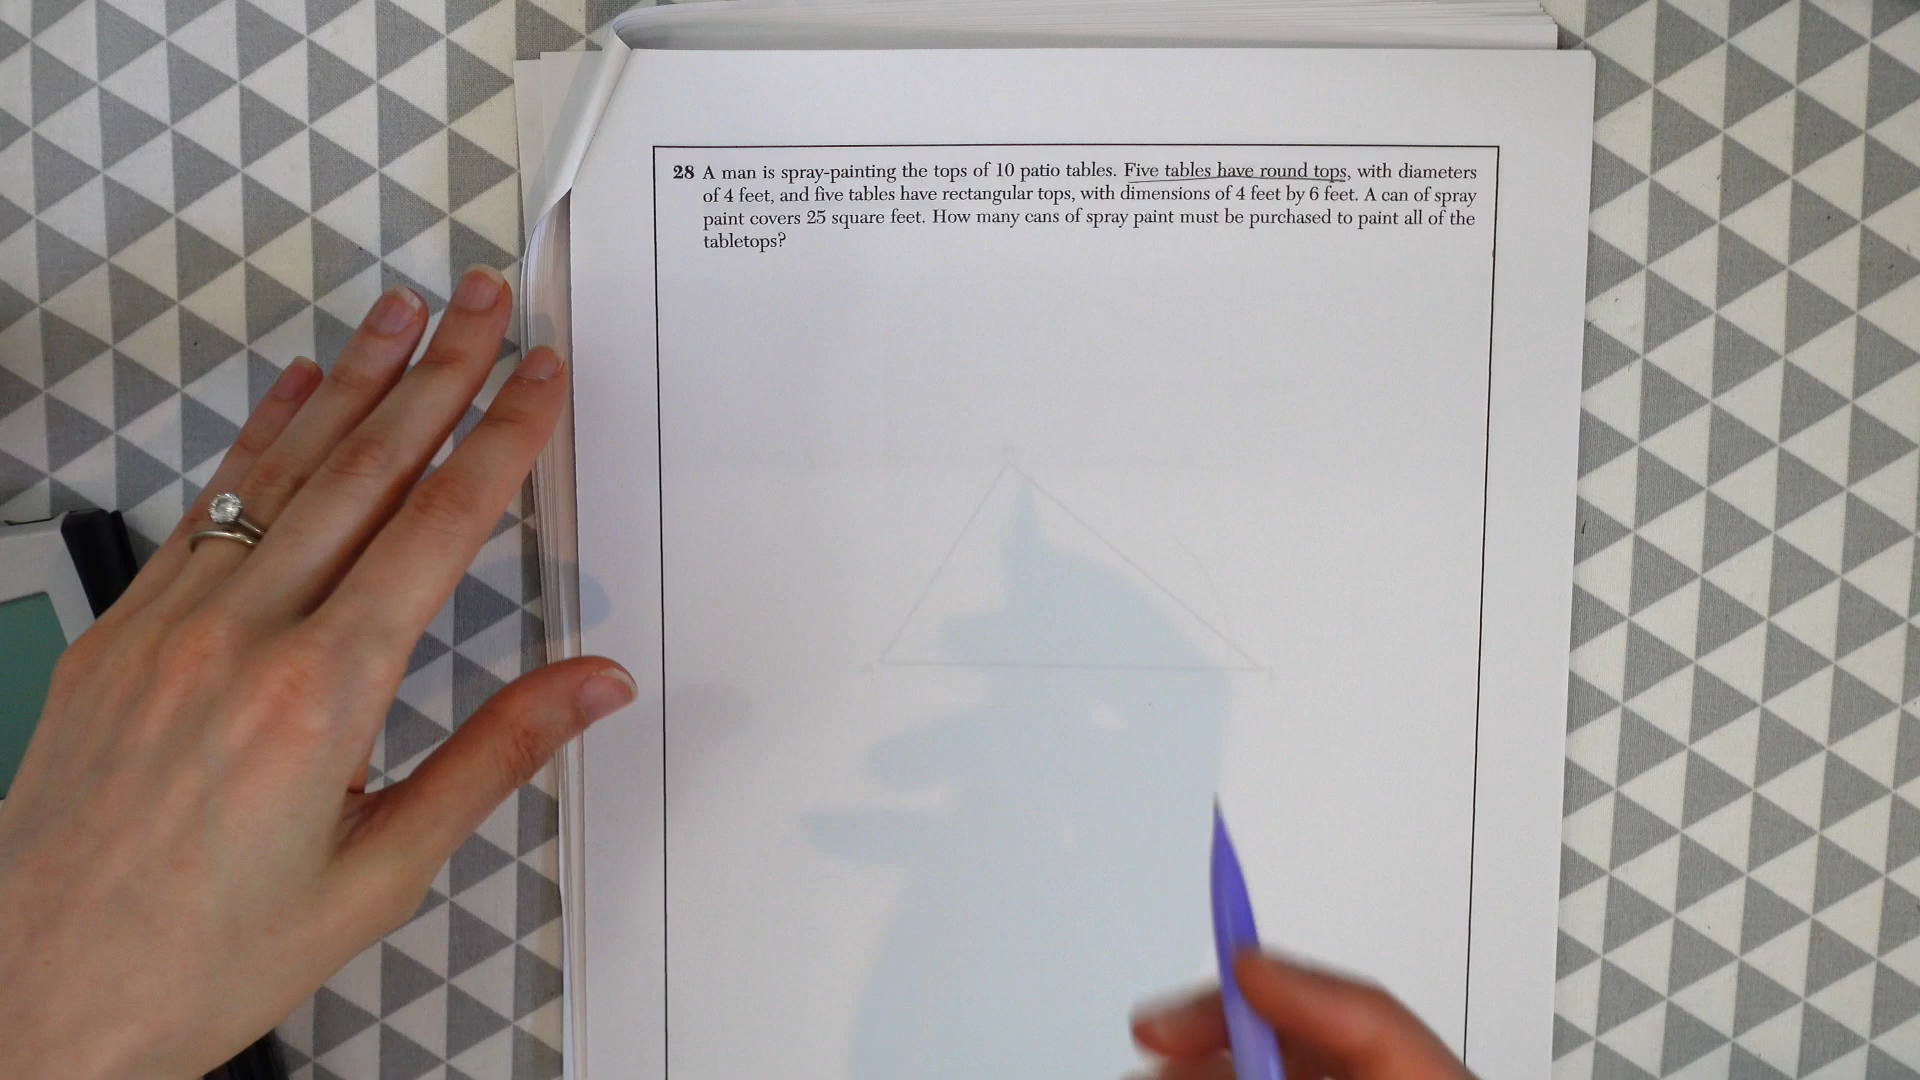 28 A man is spray-painting the tops of 10 patio tables. Five tables have round tops, with diameters
of 4 feet, and five tables have rectangular tops, with dimensions of 4 feet by 6 feet. A can of spray
paint covers 25 square feet. How many cans of spray paint must be purchased to paint all of the
tabletops?